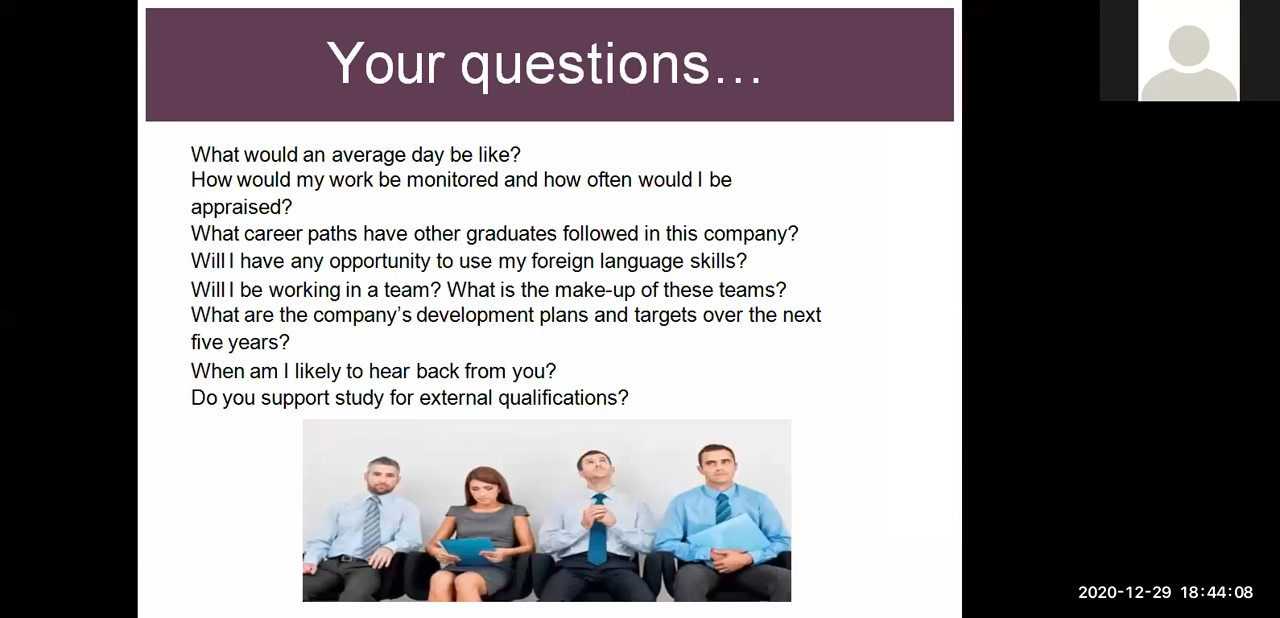 Your questions…
What would an average day be like?
How would my work be monitored and how often would I be
appraised?
What career paths have other graduates followed in this company?
Will I have any opportunity to use my foreign language skills?
Will I be working in a team? What is the make-up of these teams?
What are the company’s development plans and targets over the next
five years?
When am I likely to hear back from you?
Do you support study for external qualifications?
2020-12-29 18:44:08